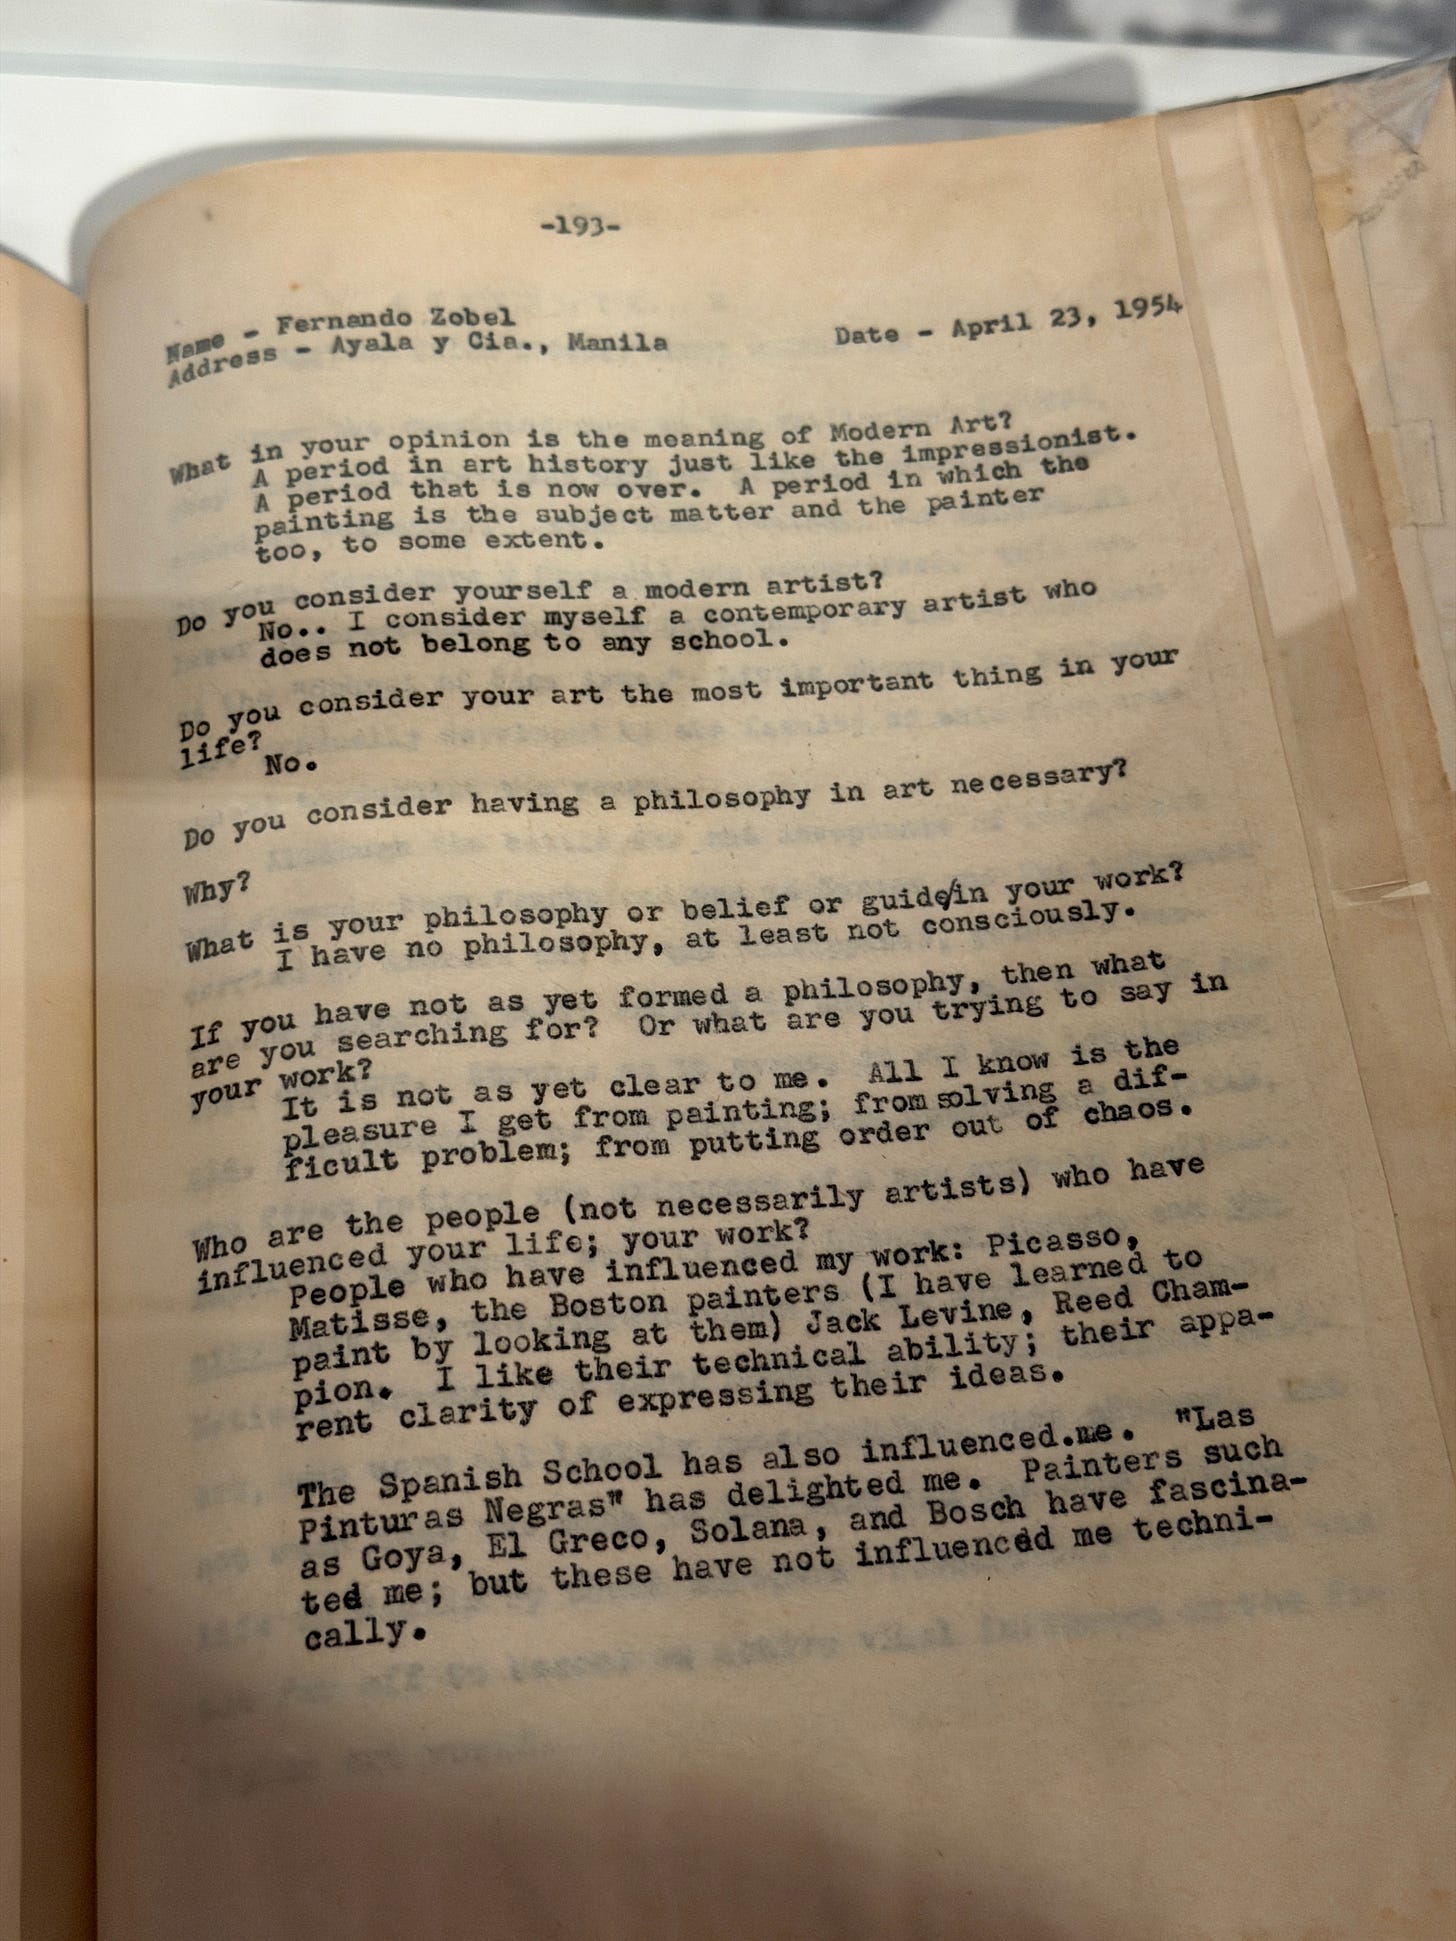 -193-
Name - Fernando Zobel
Address - Ayala y Cia., Manila
Date - April 23, 1954
What in your opinion is the meaning of Modern Art?
A period in art history just like the impressionist.
A period that is now over. A period in which the
painting is the subject matter and the painter
too, to some extent.
Do you consider yourself a modern artist?
No.. I consider myself a contemporary artist who
does not belong to any school.
Do you consider your art the most important thing in your
life?
No.
Do you consider having a philosophy in art necessary?
Why?
What is your philosophy or belief or guide/in your work?
I have no philosophy, at least not consciously.
If you have not as yet formed a philosophy, then what
are you searching for? Or what are you trying to say in
your work?
It is not as yet clear to me. All I know is the
pleasure I get from painting; from solving a dif-
ficult problem; from putting order out of chaos.
Who are the people (not necessarily artists) who have
influenced your life; your work?
People who have influenced my work: Picasso,
Matisse, the Boston painters (I have learned to
paint by looking at them) Jack Levine, Reed Cham-
pion. I like their technical ability; their appa-
rent clarity of expressing their ideas.
The Spanish School has also influenced.me. "Las
Pinturas Negras" has delighted me. Painters such
as Goya, El Greco, Solana, and Bosch have fascina-
ted me; but these have not influenced me techni-
cally.